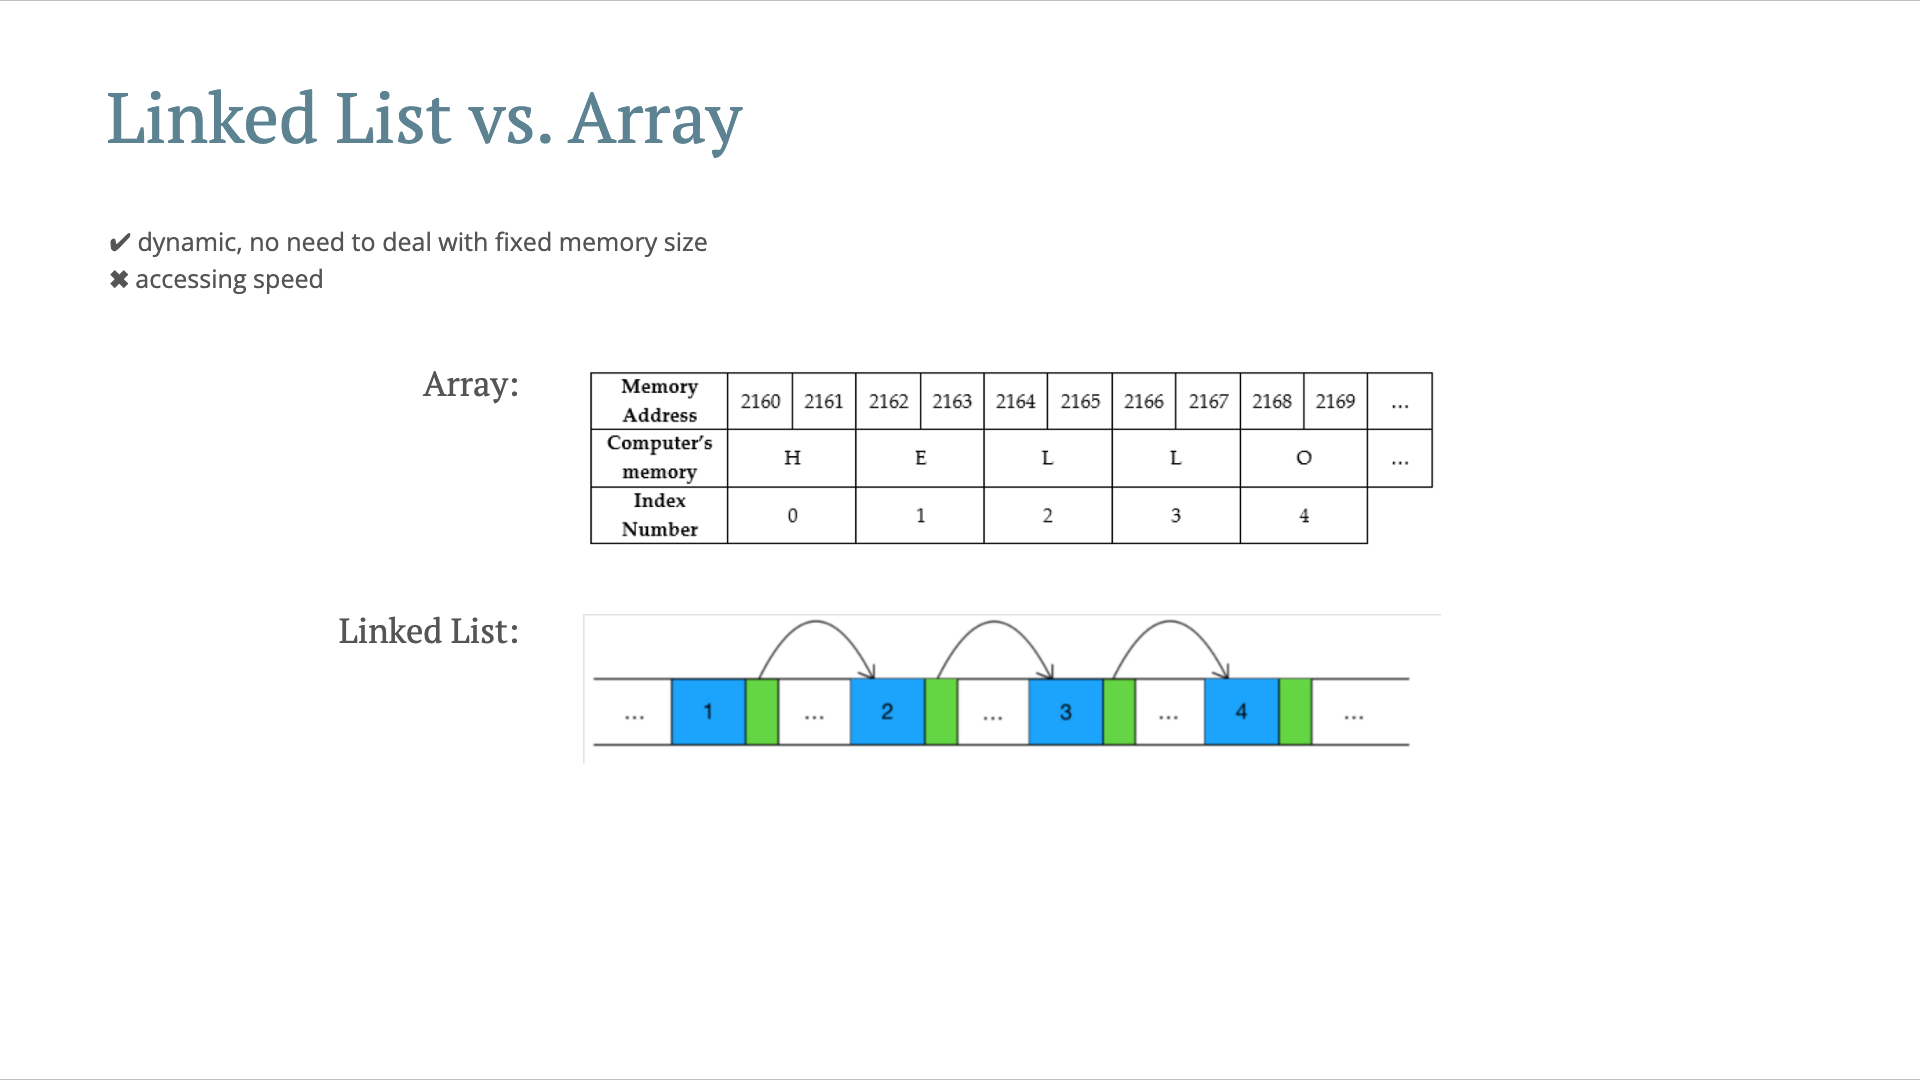 Linked List vs. Array
✔ dynamic, no need to deal with fixed memory size
✖ accessing speed
Array:
Memory Address 2160 2161 2162 2163 2164 2165 2166 2167 2168 2169 ...
Computer's memory H E L L O ...
Index Number 0 1 2 3 4
Linked List:
... 1 ... 2 ... 3 ... 4 ...